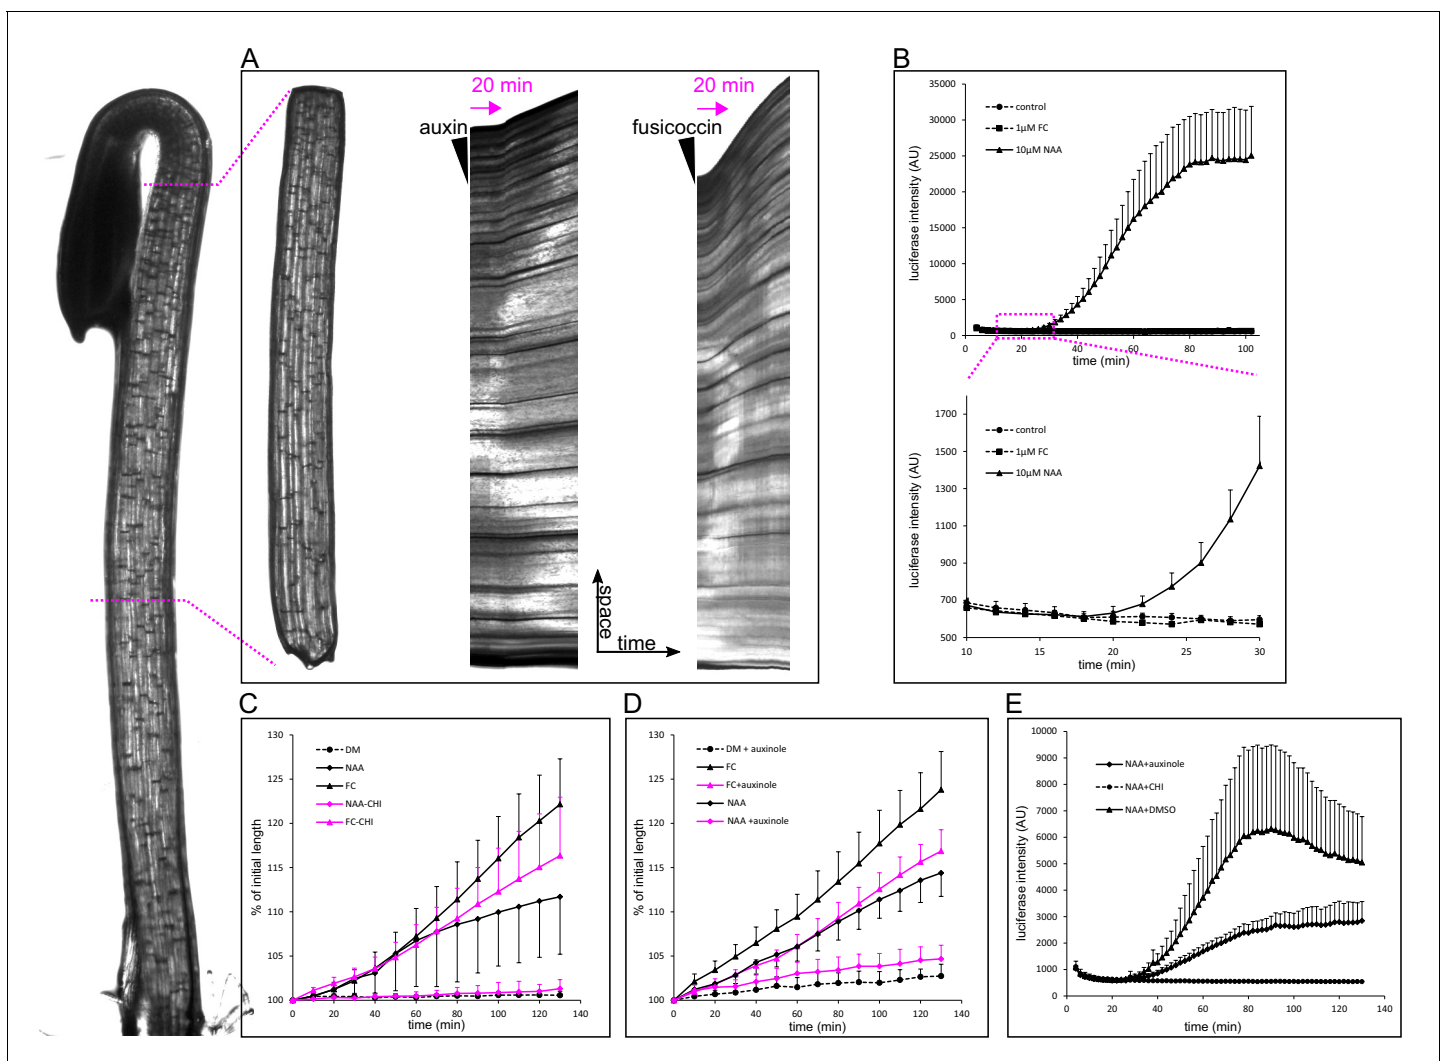 A
20 min
auxin
20 min
fusicoccin
space
time
B
35000
30000
25000
20000
15000
10000
5000
0
luciferase intensity (AU)
control
1µM FC
10µM NAA
0 20 40 60 80 100
time (min)
1700
1500
1300
1100
900
700
500
luciferase intensity (AU)
control
1µM FC
10µM NAA
10 15 20 25 30
time (min)
C
130
125
120
115
110
105
100
% of initial length
DM
NAA
FC
NAA-CHI
FC-CHI
0 20 40 60 80 100 120 140
time (min)
D
130
125
120
115
110
105
100
% of initial length
DM + auxinole
FC
FC+auxinole
NAA
NAA +auxinole
0 20 40 60 80 100 120 140
time (min)
E
10000
9000
8000
7000
6000
5000
4000
3000
2000
1000
0
luciferase intensity (AU)
NAA+auxinole
NAA+CHI
NAA+DMSO
0 20 40 60 80 100 120 140
time (min)